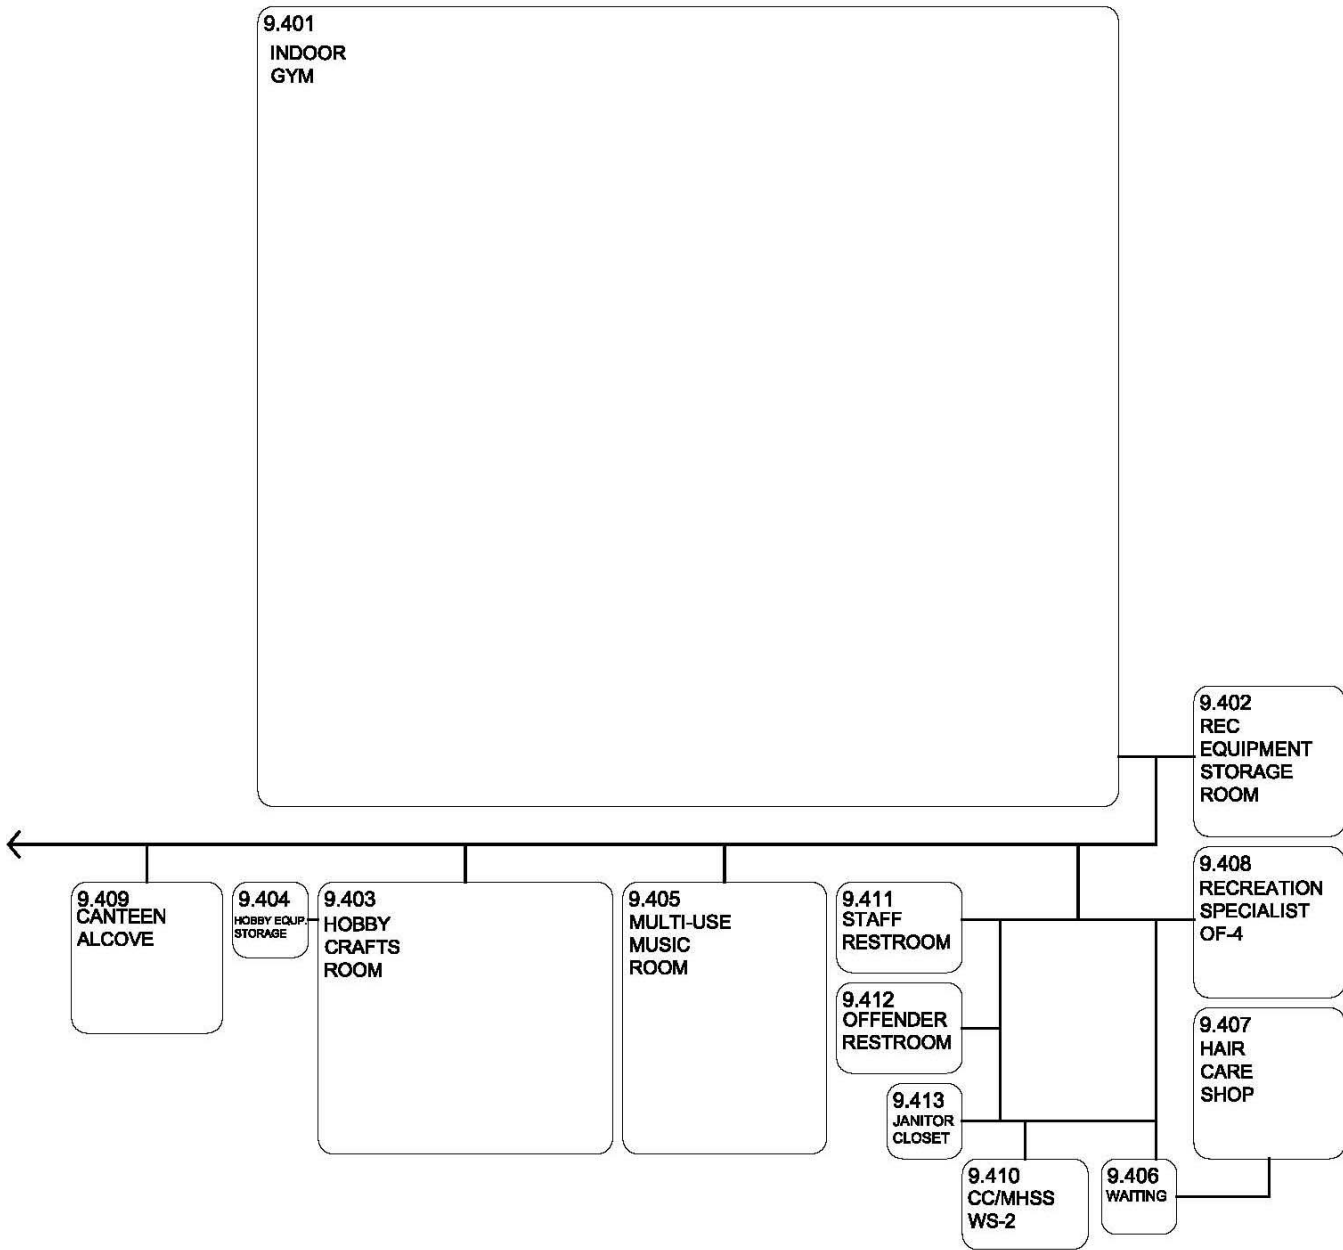 9.401
INDOOR
GYM
9.402
REC
EQUIPMENT
STORAGE
ROOM
9.409
CANTEEN
ALCOVE
9.404
HOBBY EQUP.
STORAGE
9.403
HOBBY
CRAFTS
ROOM
9.405
MULTI-USE
MUSIC
ROOM
9.411
STAFF
RESTROOM
9.408
RECREATION
SPECIALIST
OF-4
9.412
OFFENDER
RESTROOM
9.407
HAIR
CARE
SHOP
9.413
JANITOR
CLOSET
9.410
CC/MHSS
WS-2
9.406
WAITING